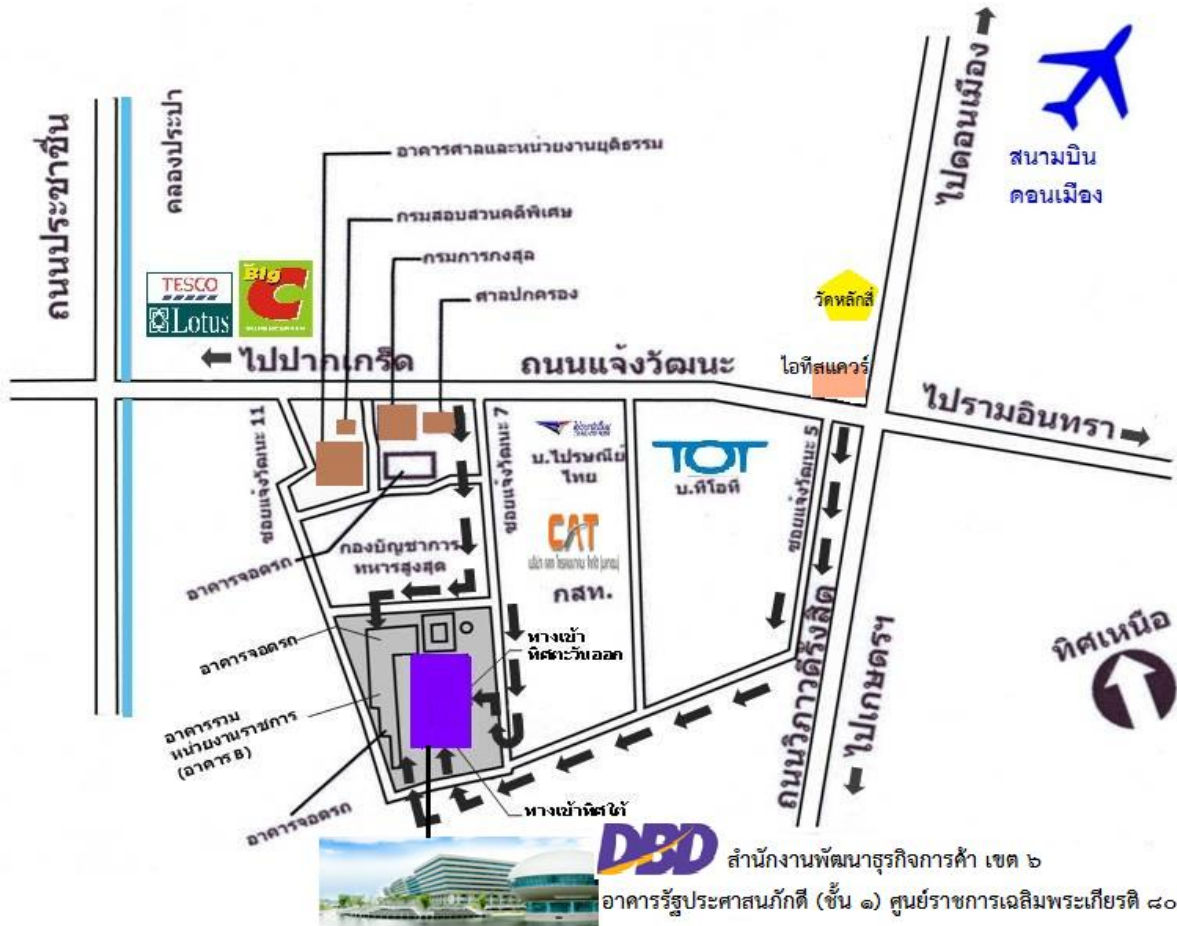 ถนนประชาชื่น
คลองประปา
อาคารศาลและหน่วยงานยุติธรรม
กรมสอบสวนคดีพิเศษ
กรมการกงสุล
ศาลปกครอง
ไปดอนเมือง
สนามบิน
ดอนเมือง
TESCO
Lotus
Big
C
วัดหลักสี่
ไอทีสแควร์
ไปปากเกร็ด
ถนนแจ้งวัฒนะ
ไปรามอินทรา
ซอยแจ้งวัฒนะ 11
ซอยแจ้งวัฒนะ 7
บ.ไปรษณีย์
ไทย
TOT
บ.ทีโอที
ซอยแจ้งวัฒนะ 5
CAT
กสท.
กองบัญชาการ
ทหารสูงสุด
อาคารจอดรถ
อาคารจอดรถ
ทางเข้า
ทิศตะวันออก
อาคารรวม
หน่วยงานราชการ
(อาคาร B)
อาคารจอดรถ
ทางเข้าทิศใต้
ถนนวิภาวดีรังสิต
ไปเกษตรฯ
ทิศเหนือ
DBD สำนักงานพัฒนาธุรกิจการค้า เขต ๖
อาคารรัฐประศาสนภักดี (ชั้น ๑) ศูนย์ราชการเฉลิมพระเกียรติ ๘๐